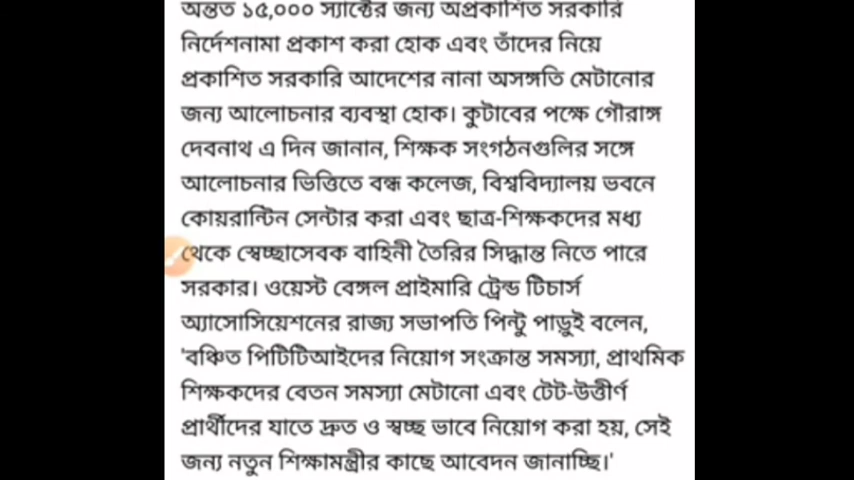 অন্তত ১৫,০০০ স্যাক্টের জন্য অপ্রকাশিত সরকারি
নির্দেশনামা প্রকাশ করা হোক এবং তাঁদের নিয়ে
প্রকাশিত সরকারি আদেশের নানা অসঙ্গতি মেটানোর
জন্য আলোচনার ব্যবস্থা হোক। কুটাবের পক্ষে গৌরাঙ্গ
দেবনাথ এ দিন জানান, শিক্ষক সংগঠনগুলির সঙ্গে
আলোচনার ভিত্তিতে বন্ধ কলেজ, বিশ্ববিদ্যালয় ভবনে
কোয়রান্টিন সেন্টার করা এবং ছাত্র-শিক্ষকদের মধ্য
থেকে স্বেচ্ছাসেবক বাহিনী তৈরির সিদ্ধান্ত নিতে পারে
সরকার। ওয়েস্ট বেঙ্গল প্রাইমারি ট্রেন্ড টিচার্স
অ্যাসোসিয়েশনের রাজ্য সভাপতি পিন্টু পাড়ুই বলেন,
'বঞ্চিত পিটিটিআইদের নিয়োগ সংক্রান্ত সমস্যা, প্রাথমিক
শিক্ষকদের বেতন সমস্যা মেটানো এবং টেট-উত্তীর্ণ
প্রার্থীদের যাতে দ্রুত ও স্বচ্ছ ভাবে নিয়োগ করা হয়, সেই
জন্য নতুন শিক্ষামন্ত্রীর কাছে আবেদন জানাচ্ছি।'